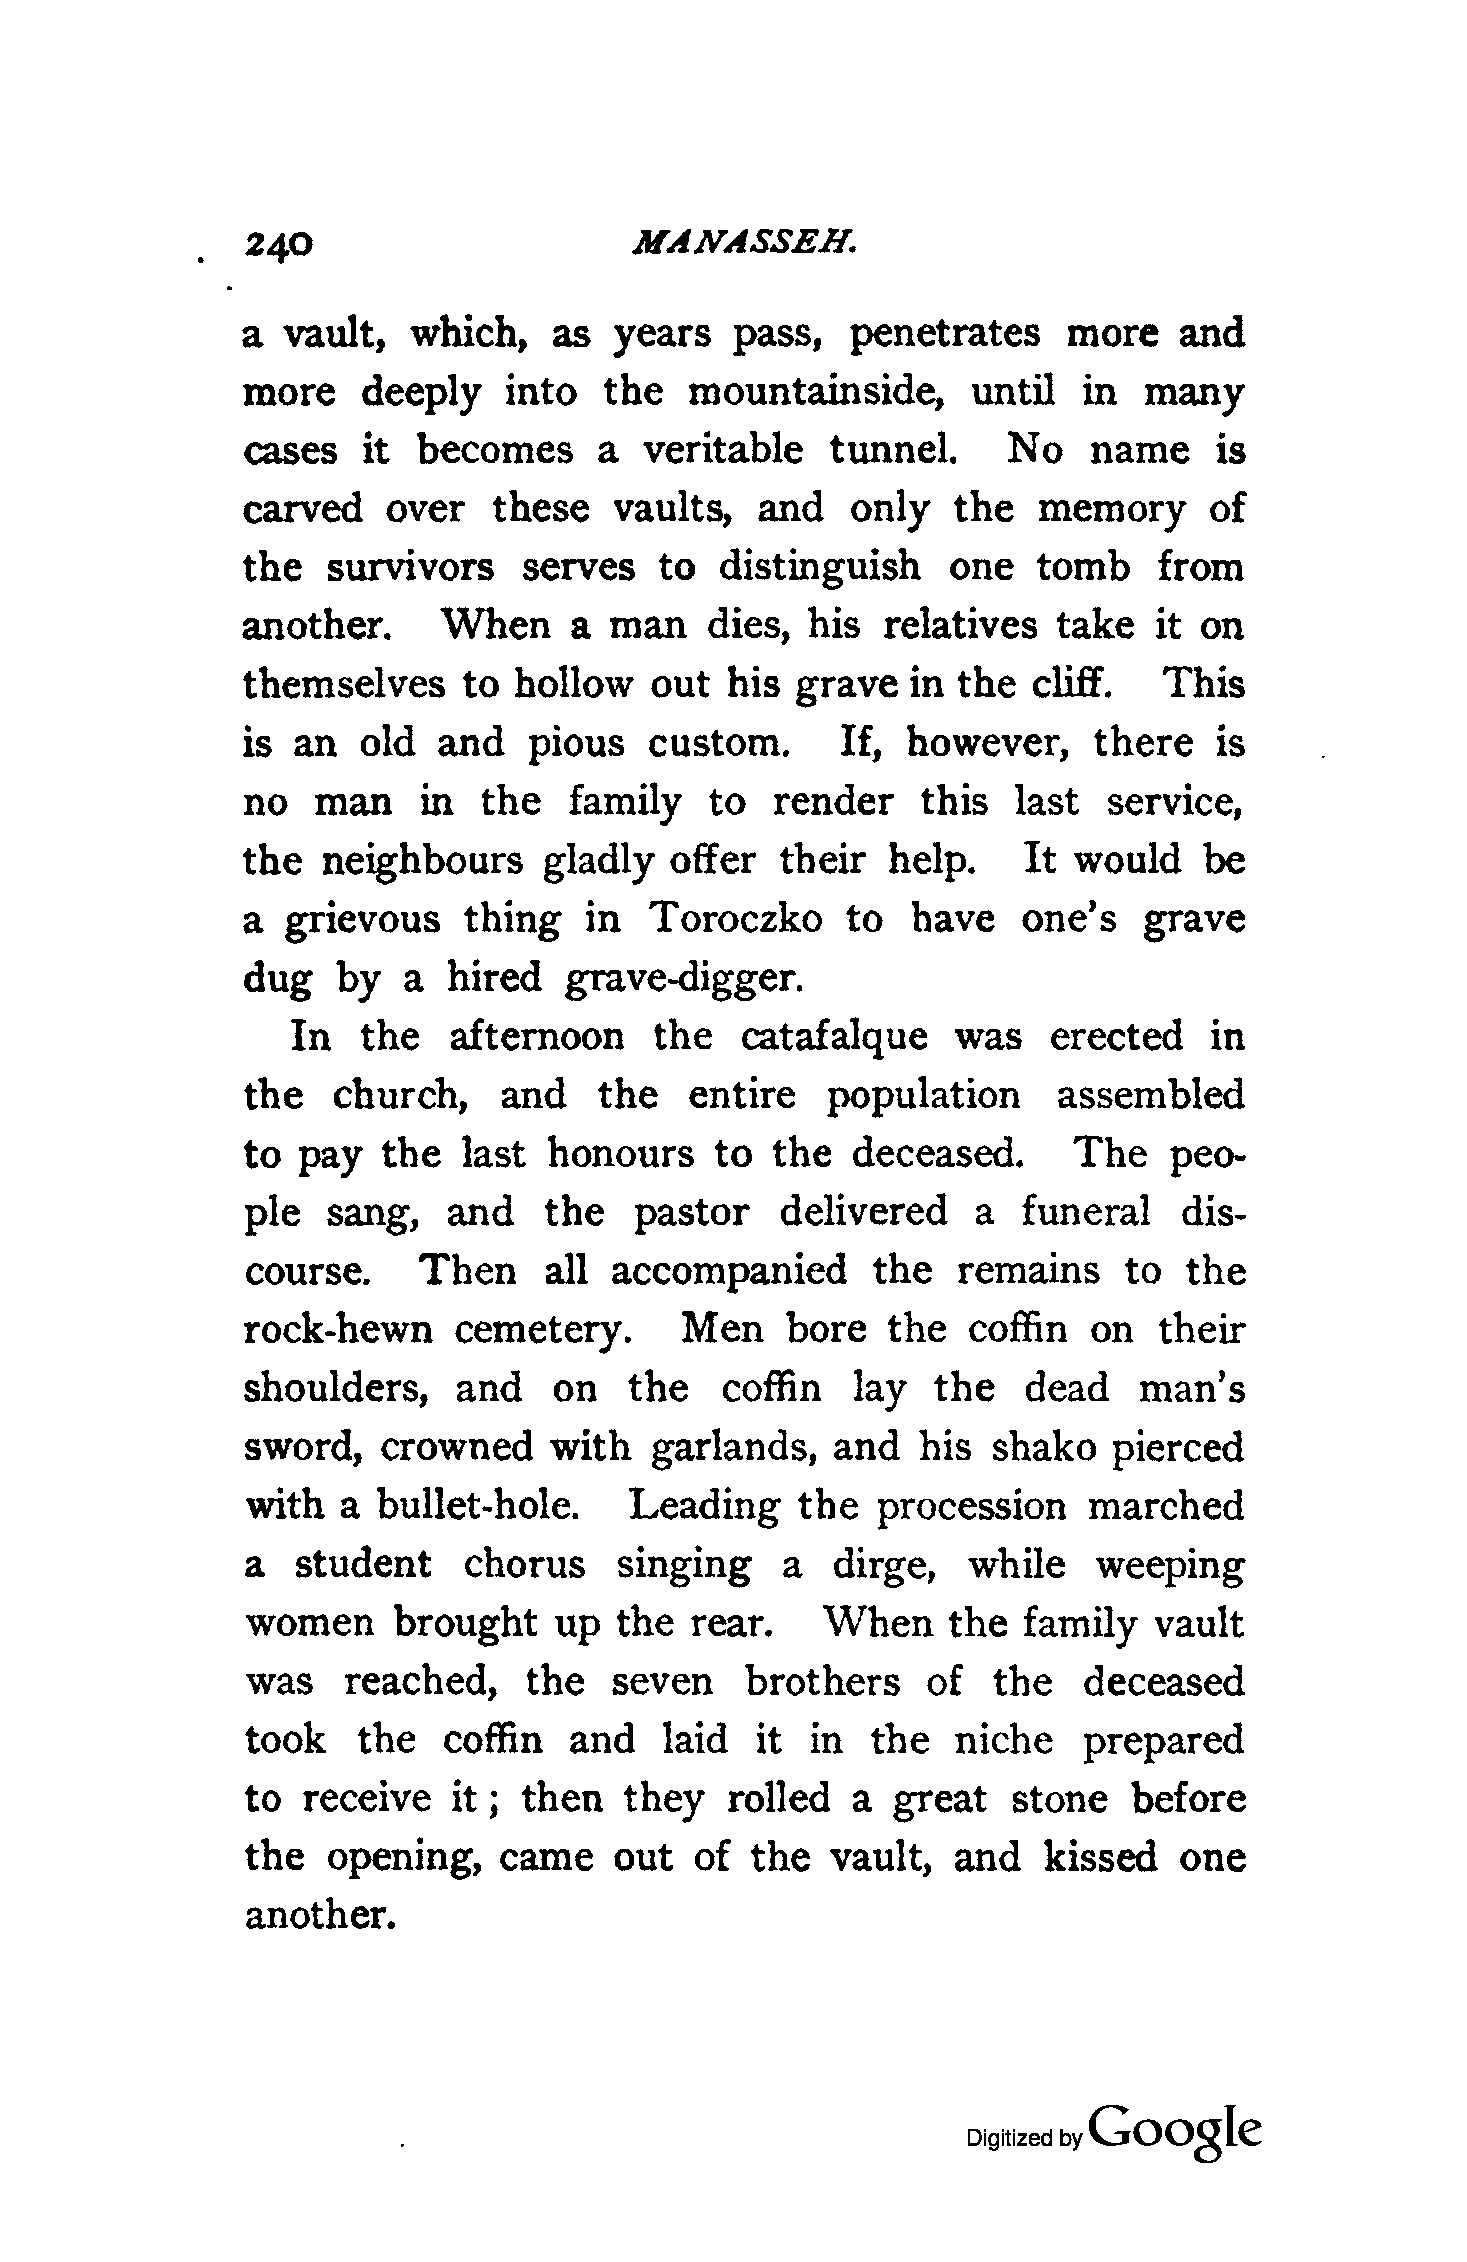 240 MANASSEH.
a vault, which, as years pass, penetrates more and
more deeply into the mountainside, until in many
cases it becomes a veritable tunnel. No name is
carved over these vaults, and only the memory of
the survivors serves to distinguish one tomb from
another. When a man dies, his relatives take it on
themselves to hollow out his grave in the cliff. This
is an old and pious custom. If, however, there is
no man in the family to render this last service,
the neighbours gladly offer their help. It would be
a grievous thing in Toroczko to have one's grave
dug by a hired grave-digger.
In the afternoon the catafalque was erected in
the church, and the entire population assembled
to pay the last honours to the deceased. The peo-
ple sang, and the pastor delivered a funeral dis-
course. Then all accompanied the remains to the
rock-hewn cemetery. Men bore the coffin on their
shoulders, and on the coffin lay the dead man's
sword, crowned with garlands, and his shako pierced
with a bullet-hole. Leading the procession marched
a student chorus singing a dirge, while weeping
women brought up the rear. When the family vault
was reached, the seven brothers of the deceased
took the coffin and laid it in the niche prepared
to receive it ; then they rolled a great stone before
the opening, came out of the vault, and kissed one
another.
Digitized by Google